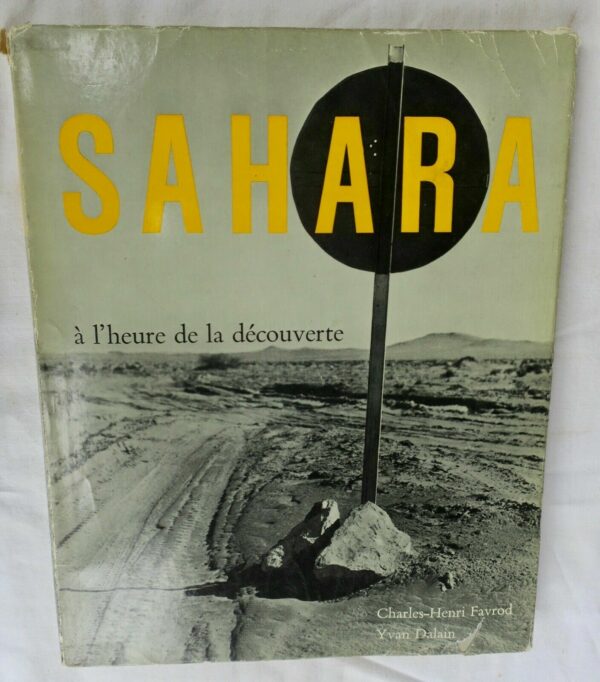 SAHARA
à l'heure de la découverte
Charles-Henri Favrod
Yvan Dalain